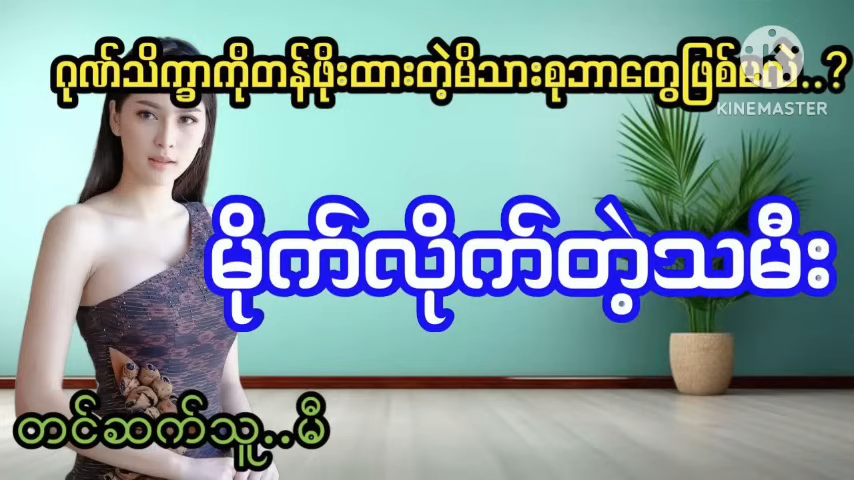 ဂုဏ်သိက္ခာကိုတန်ဖိုးထားတဲ့မိသားစုဘာတွေဖြစ်မလဲ..?
KINEMASTER
မိုက်လိုက်တဲ့သမီး
တင်ဆက်သူ..မီ